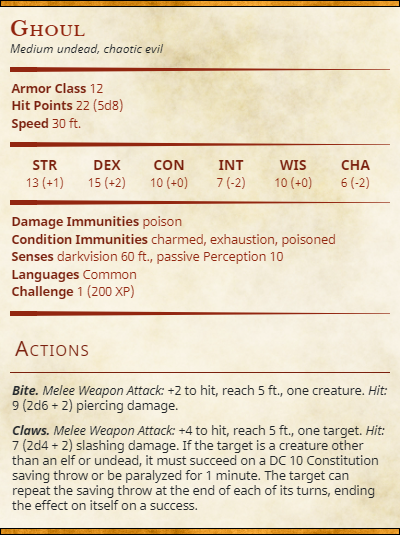 Ghoul
Medium undead, chaotic evil
Armor Class 12
Hit Points 22 (5d8)
Speed 30 ft.
STR DEX CON INT WIS CHA
13 (+1) 15 (+2) 10 (+0) 7 (-2) 10 (+0) 6 (-2)
Damage Immunities poison
Condition Immunities charmed, exhaustion, poisoned
Senses darkvision 60 ft., passive Perception 10
Languages Common
Challenge 1 (200 XP)
Actions
Bite. Melee Weapon Attack: +2 to hit, reach 5 ft., one creature. Hit:
9 (2d6 + 2) piercing damage.
Claws. Melee Weapon Attack: +4 to hit, reach 5 ft., one target. Hit:
7 (2d4 + 2) slashing damage. If the target is a creature other
than an elf or undead, it must succeed on a DC 10 Constitution
saving throw or be paralyzed for 1 minute. The target can
repeat the saving throw at the end of each of its turns, ending
the effect on itself on a success.